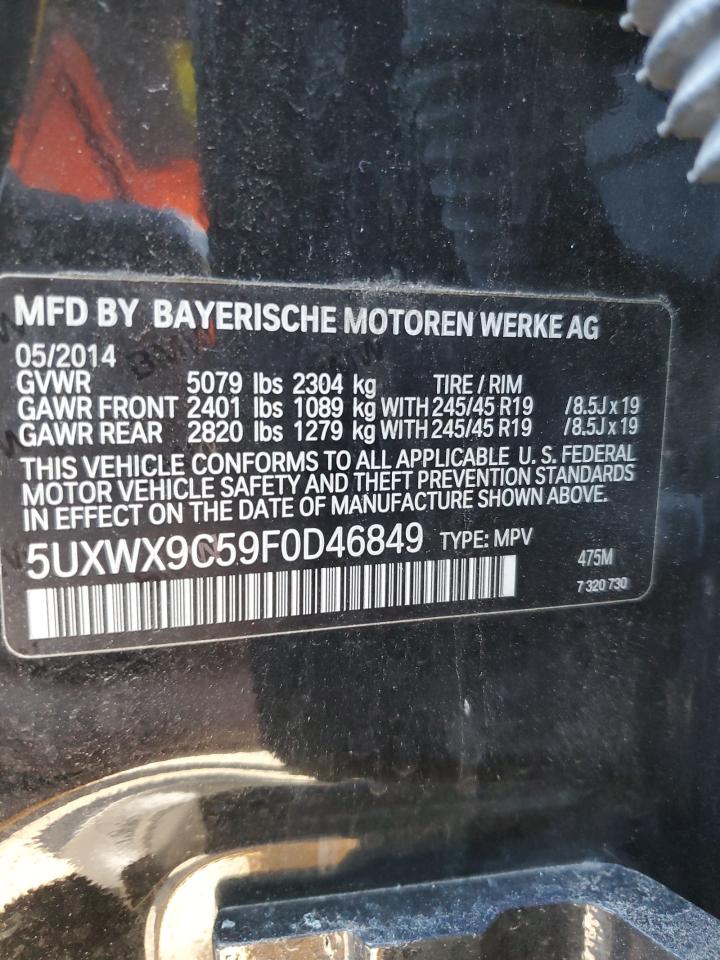 MFD BY BAYERISCHE MOTOREN WERKE AG
05/2014
GVWR 5079 lbs 2304 kg TIRE / RIM
GAWR FRONT 2401 lbs 1089 kg WITH 245/45 R19 /8.5J x 19
GAWR REAR 2820 lbs 1279 kg WITH 245/45 R19 /8.5J x 19
THIS VEHICLE CONFORMS TO ALL APPLICABLE U. S. FEDERAL
MOTOR VEHICLE SAFETY AND THEFT PREVENTION STANDARDS
IN EFFECT ON THE DATE OF MANUFACTURE SHOWN ABOVE.
5UXWX9C59F0D46849 TYPE: MPV
475M
7 320 730